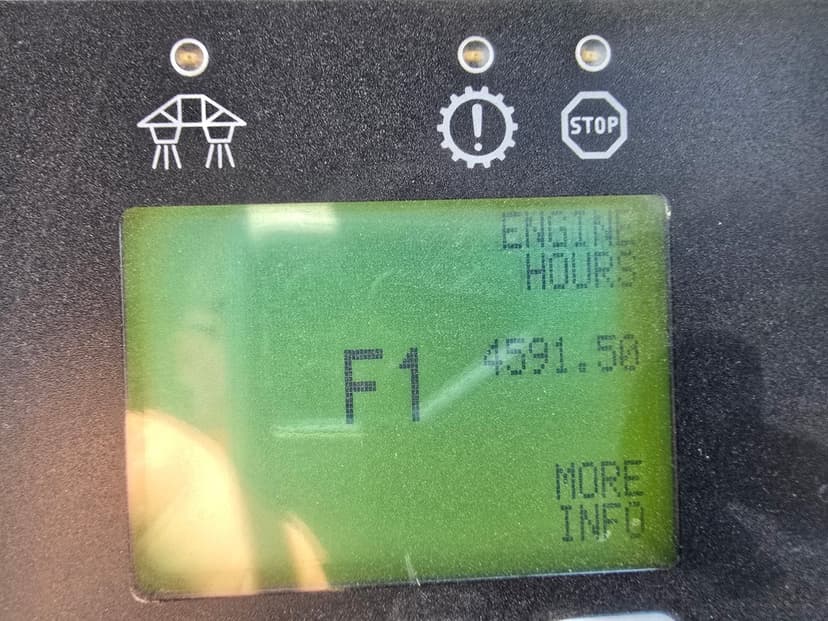 STOP
ENGINE
HOURS
F1
4591.50
MORE
INFO